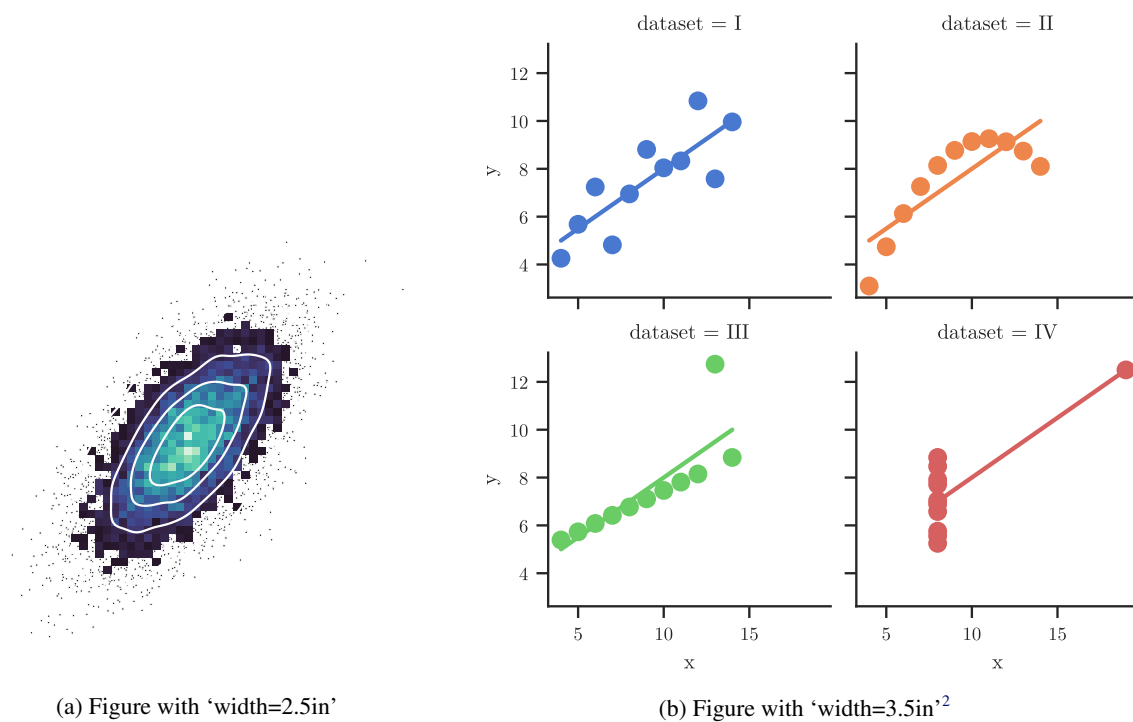 dataset = I
dataset = II
12
10
8
6
4
y
dataset = III
dataset = IV
12
10
8
6
4
y
5
10
15
5
10
15
x
x
(a) Figure with ‘width=2.5in’
(b) Figure with ‘width=3.5in’2